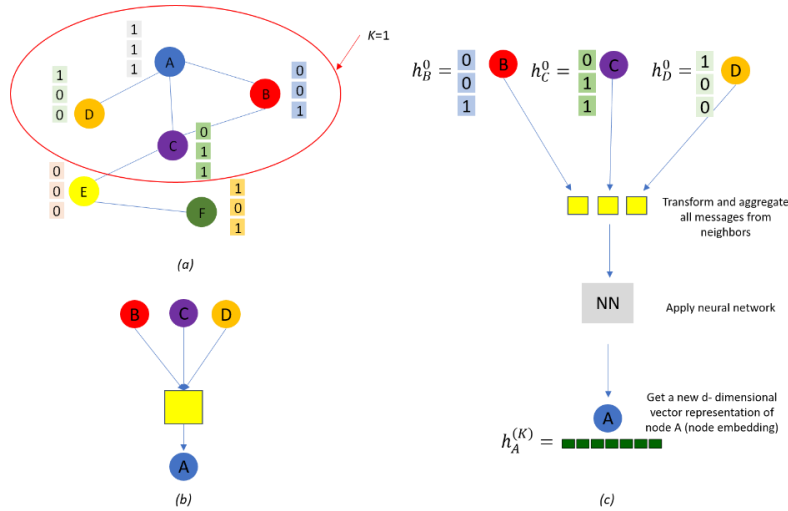 K=1
1
1
1
A
1
0
0
D
0
0
1
B
C
0
1
1
0
0
0
E
F
1
0
1
(a)
B C D
A
(b)
h_B^0 = 0 0 1 B h_C^0 = 0 1 1 C h_D^0 = 1 0 0 D
Transform and aggregate
all messages from
neighbors
NN
Apply neural network
Get a new d- dimensional
vector representation of
node A (node embedding)
A
h_A^(K) =
(c)